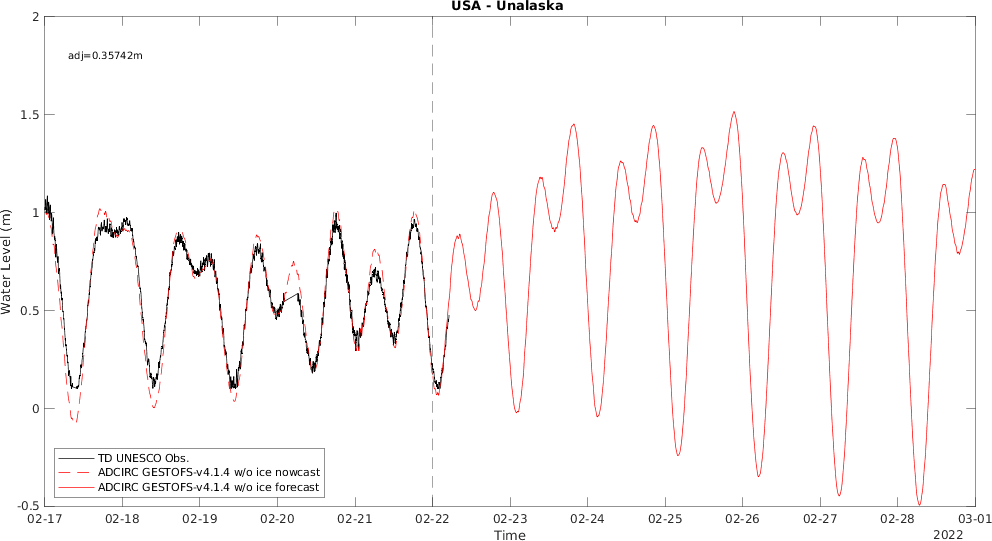 USA - Unalaska
adj=0.35742m
2
1.5
1
0.5
0
-0.5
Water Level (m)
TD UNESCO Obs.
ADCIRC GESTOFS-v4.1.4 w/o ice nowcast
ADCIRC GESTOFS-v4.1.4 w/o ice forecast
02-17 02-18 02-19 02-20 02-21 02-22 02-23 02-24 02-25 02-26 02-27 02-28 03-01
Time
2022